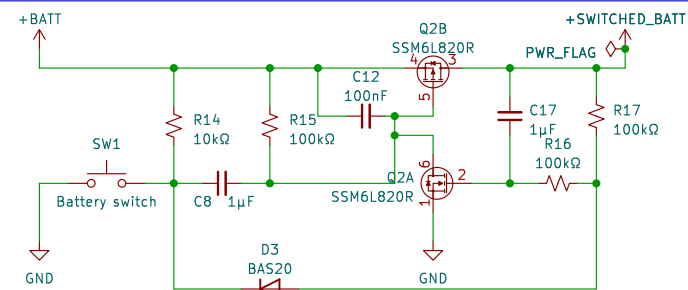 +BATT
+SWITCHED_BATT
Q2B
SSM6L820R
PWR_FLAG
4
3
5
C12
100nF
R14
10kΩ
R15
100kΩ
C17
1µF
R17
100kΩ
R16
100kΩ
SW1
Battery switch
C8
1µF
Q2A
SSM6L820R
6
2
1
D3
BAS20
GND
GND